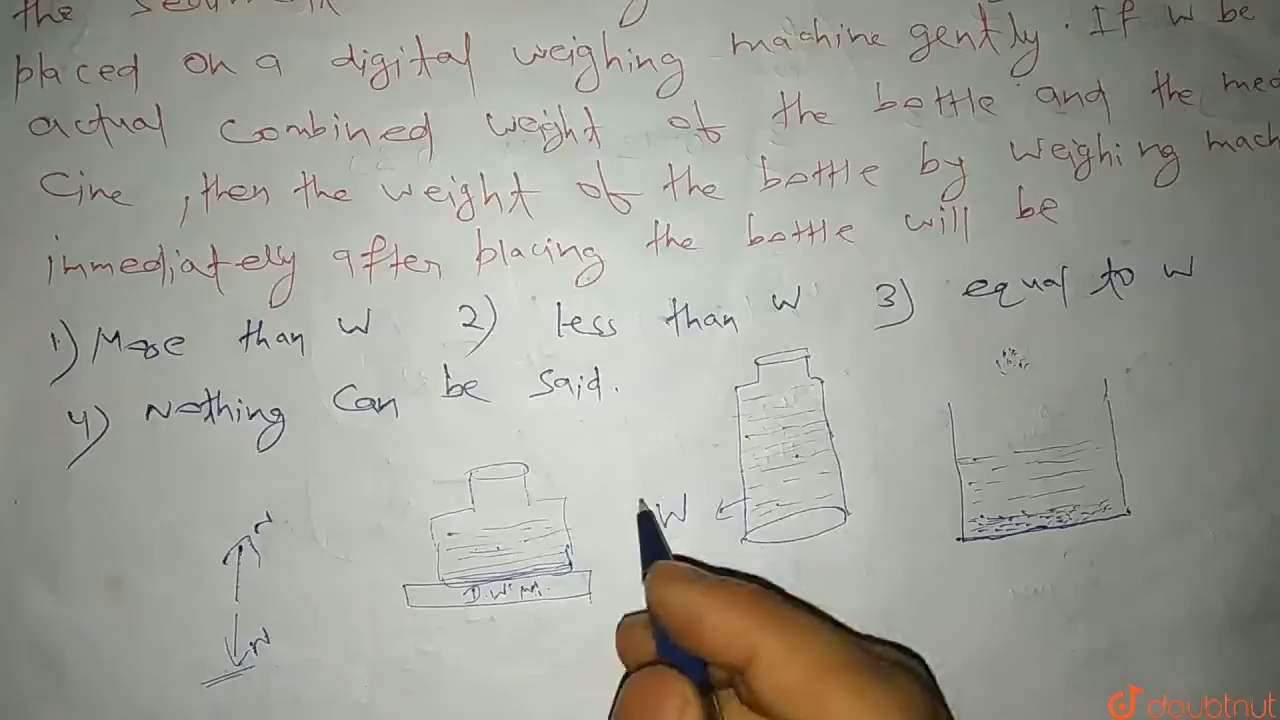 the
placed on a digital weighing machine gently. If W be
actual combined weight of the bottle and the med
cine, then the weight of the bottle by weighing mach
immediately after placing the bottle will be
1) More than W 2) less than W 3) equal to W
4) Nothing can be said.
W
N
D.W.M.
N
doubtnut